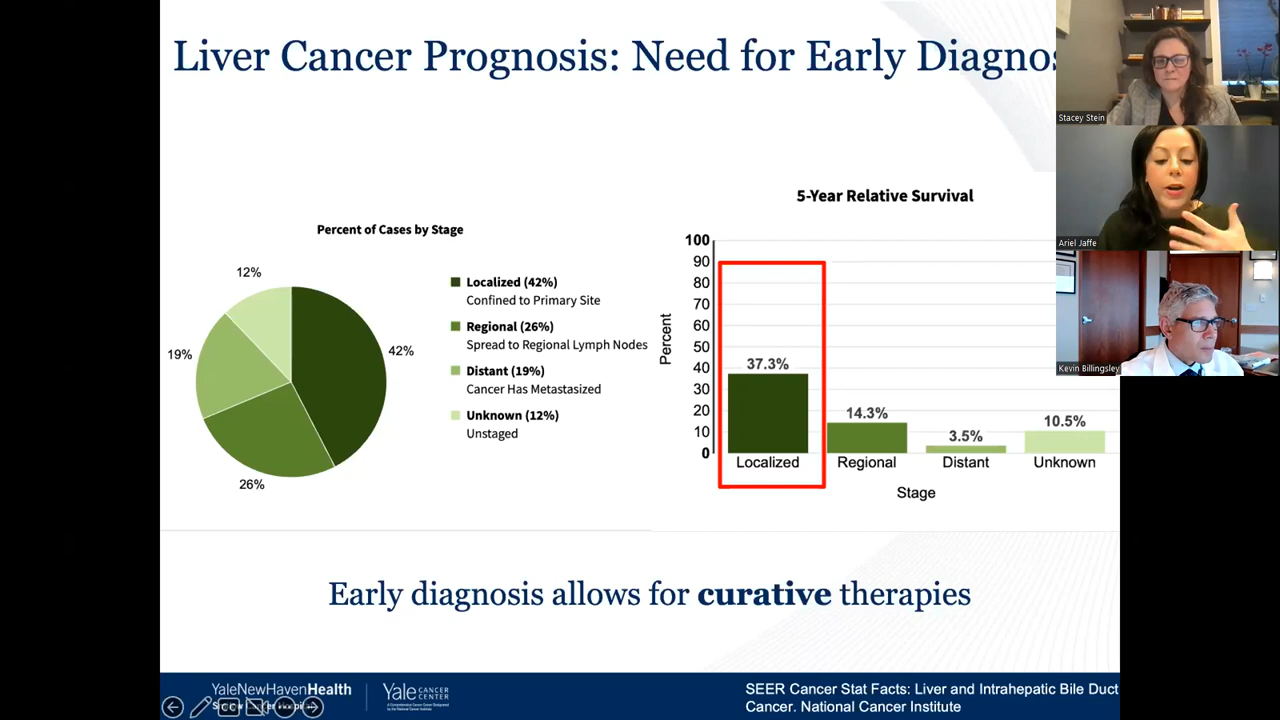 Liver Cancer Prognosis: Need for Early Diagnos
Stacey Stein
Ariel Jaffe
Kevin Billingsley
Percent of Cases by Stage
12%
19%
42%
26%
Localized (42%)
Confined to Primary Site
Regional (26%)
Spread to Regional Lymph Nodes
Distant (19%)
Cancer Has Metastasized
Unknown (12%)
Unstaged
5-Year Relative Survival
Percent
100
90
80
70
60
50
40
30
20
10
0
37.3%
14.3%
3.5%
10.5%
Localized
Regional
Distant
Unknown
Stage
Early diagnosis allows for curative therapies
YaleNewHavenHealth
Yale CANCER CENTER
SEER Cancer Stat Facts: Liver and Intrahepatic Bile Duct
Cancer. National Cancer Institute